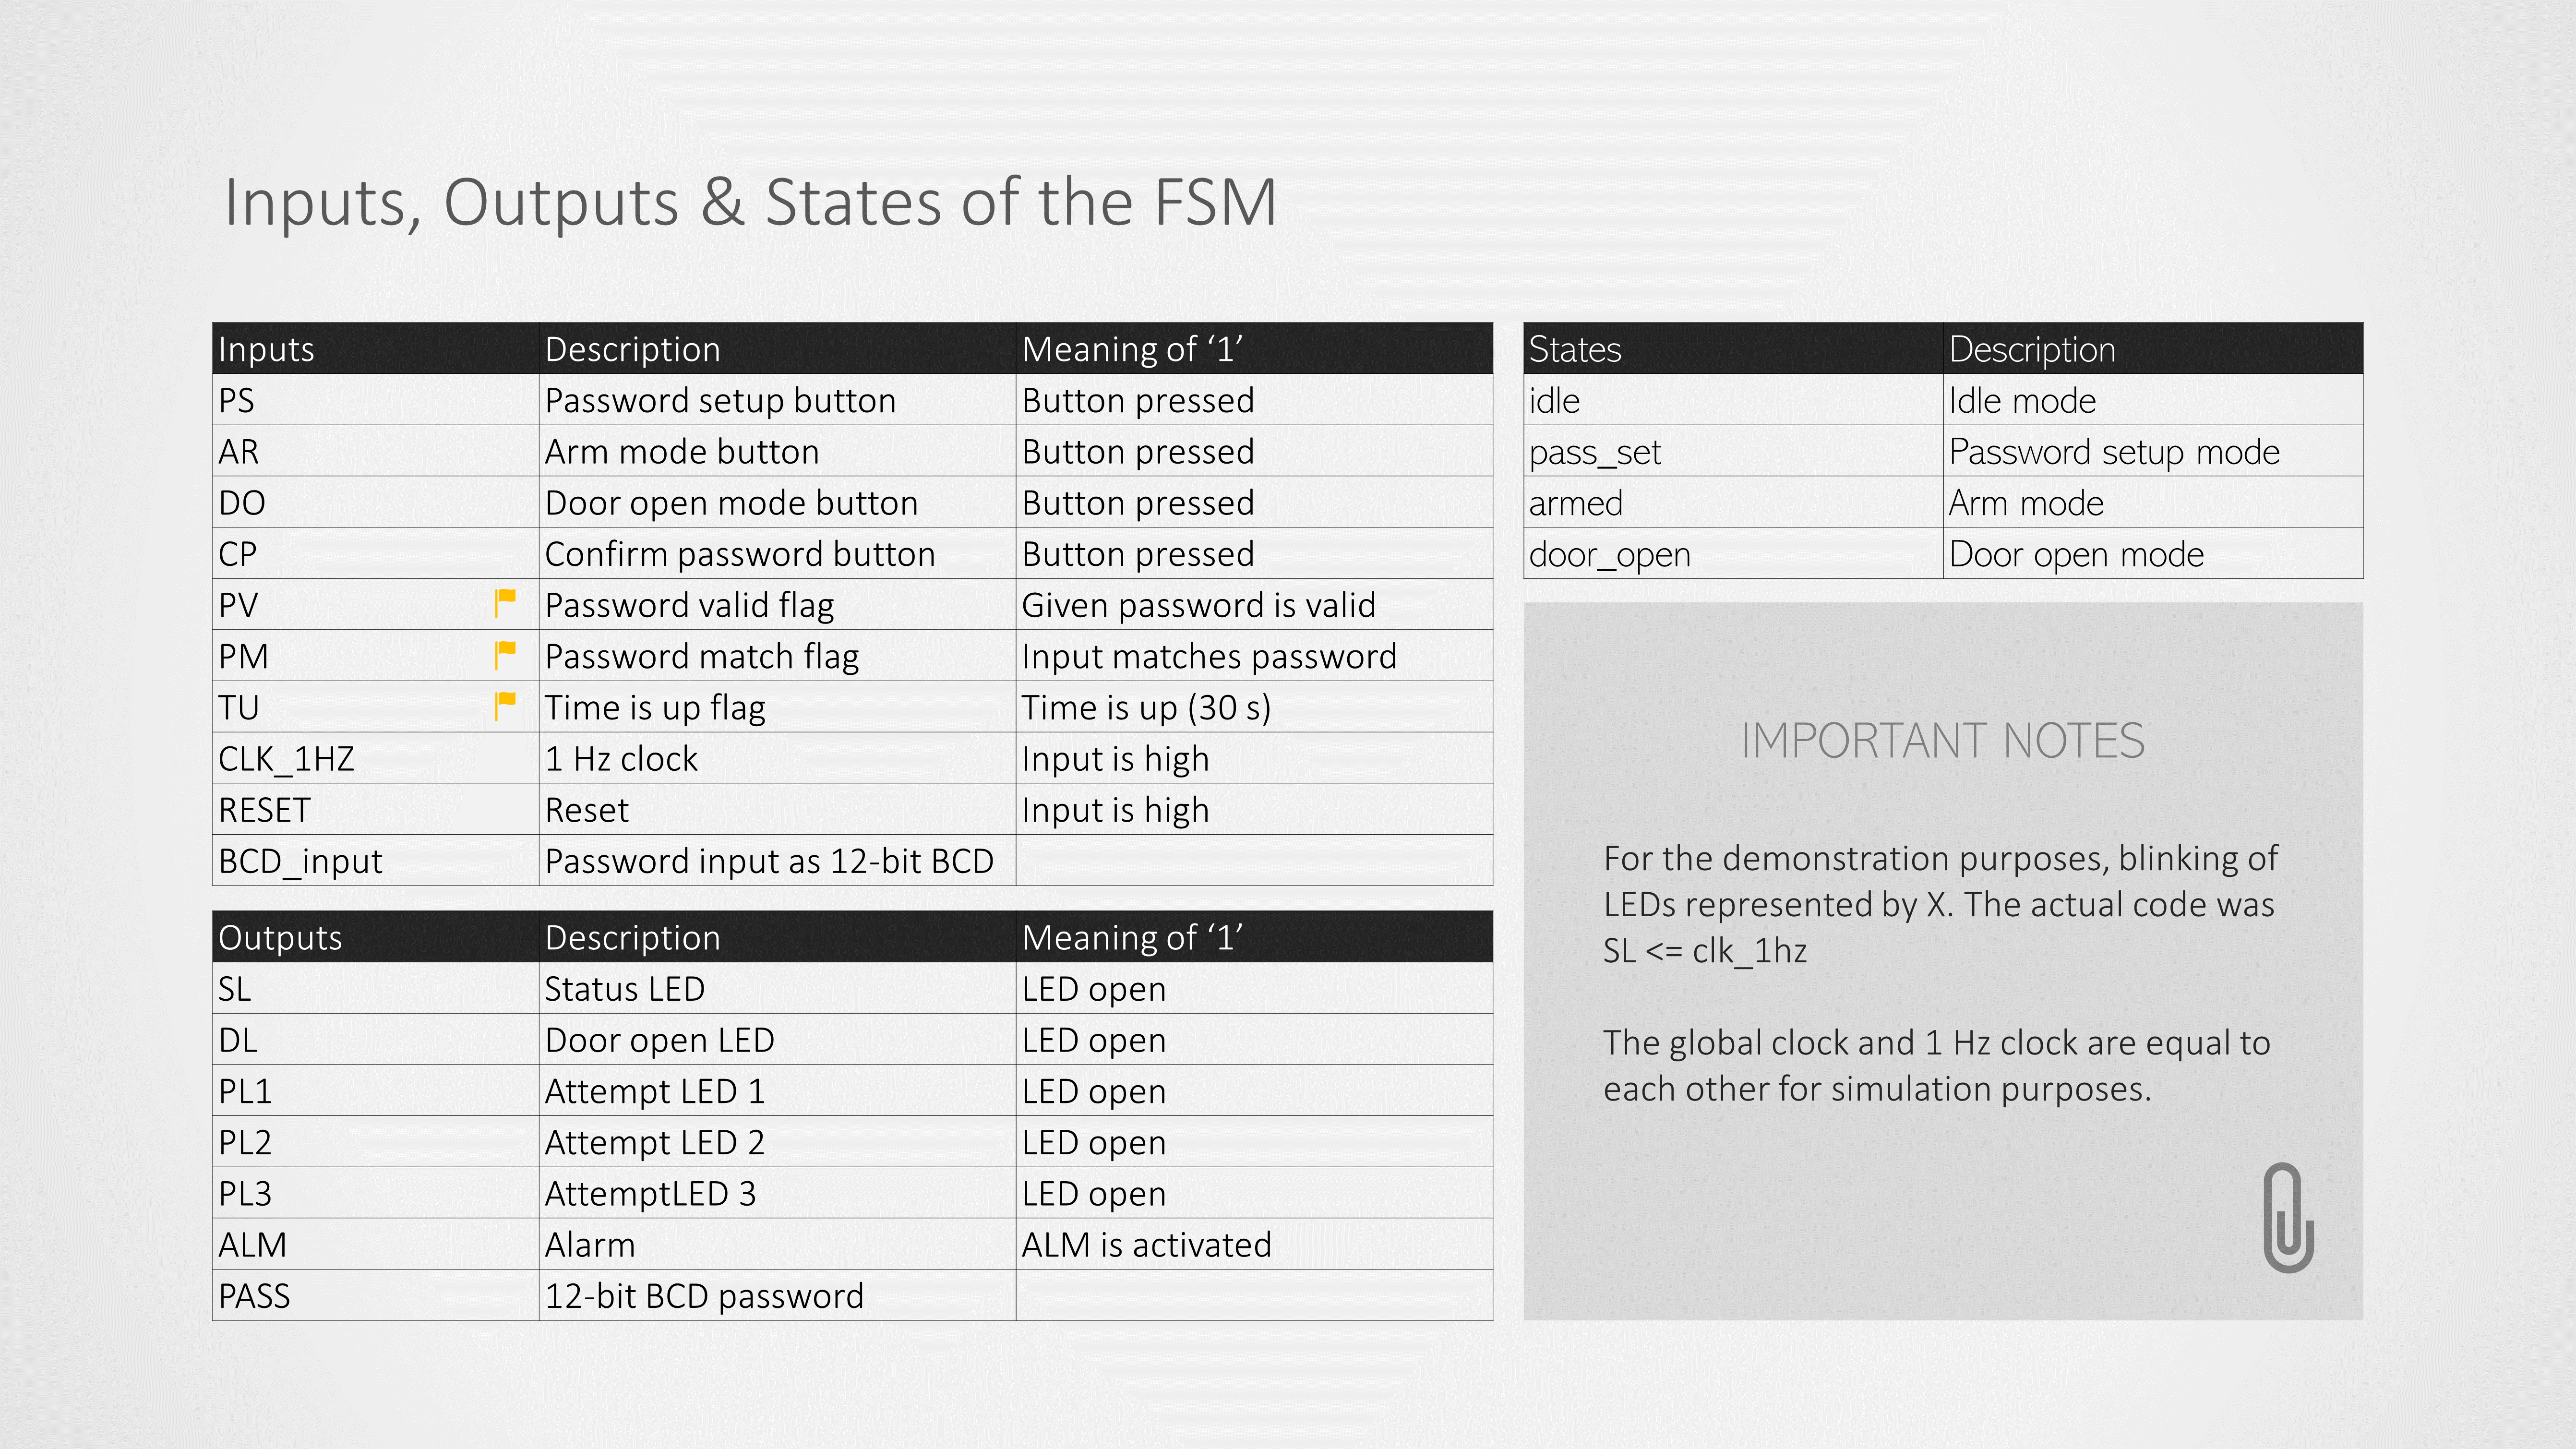 Inputs, Outputs & States of the FSM
Inputs Description Meaning of ‘1’
PS Password setup button Button pressed
AR Arm mode button Button pressed
DO Door open mode button Button pressed
CP Confirm password button Button pressed
PV Password valid flag Given password is valid
PM Password match flag Input matches password
TU Time is up flag Time is up (30 s)
CLK_1HZ 1 Hz clock Input is high
RESET Reset Input is high
BCD_input Password input as 12-bit BCD
Outputs Description Meaning of ‘1’
SL Status LED LED open
DL Door open LED LED open
PL1 Attempt LED 1 LED open
PL2 Attempt LED 2 LED open
PL3 AttemptLED 3 LED open
ALM Alarm ALM is activated
PASS 12-bit BCD password
States Description
idle Idle mode
pass_set Password setup mode
armed Arm mode
door_open Door open mode
IMPORTANT NOTES
For the demonstration purposes, blinking of
LEDs represented by X. The actual code was
SL <= clk_1hz
The global clock and 1 Hz clock are equal to
each other for simulation purposes.